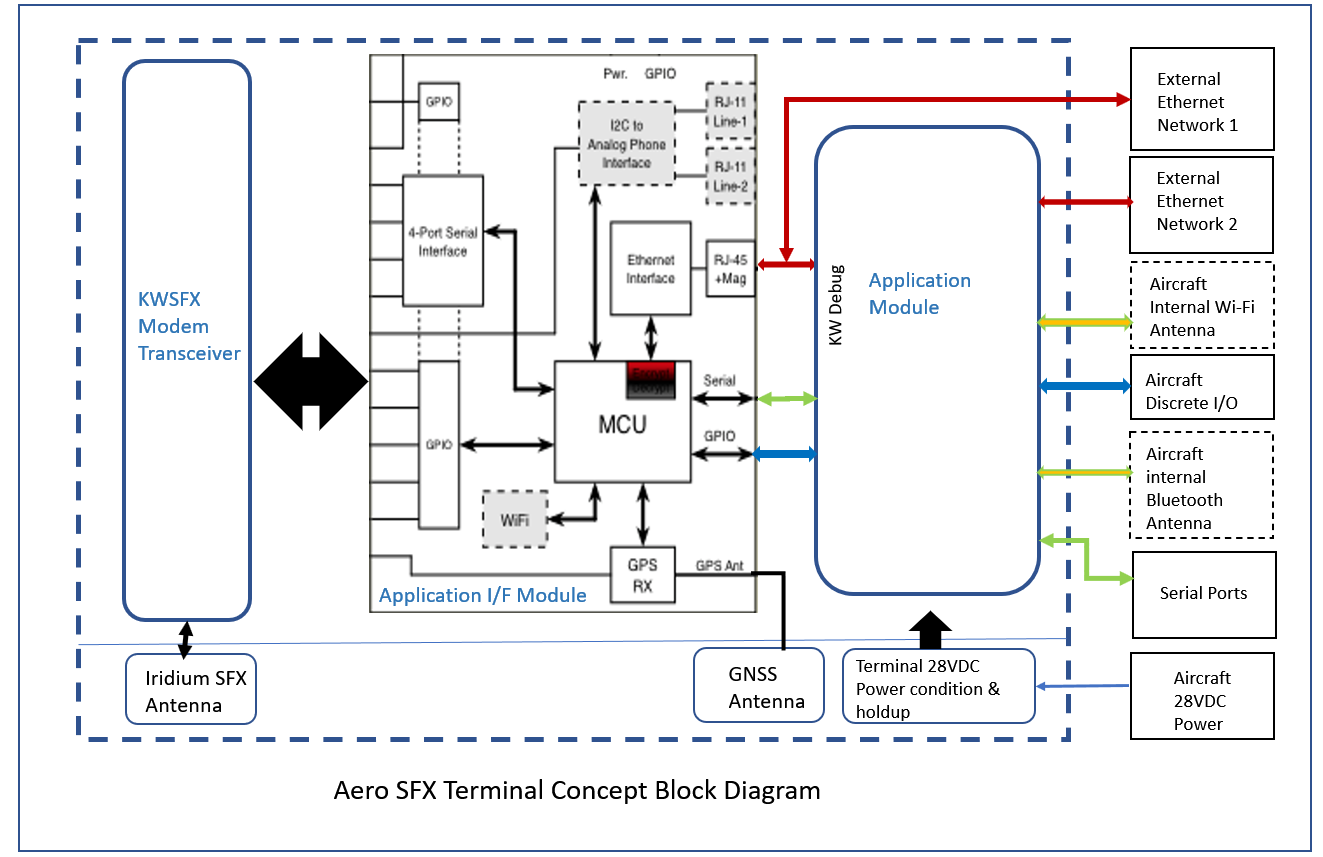 Pwr. GPIO
GPIO
RJ-11
Line-1
I2C to
Analog Phone
Interface
RJ-11
Line-2
4-Port Serial
Interface
Ethernet
Interface
RJ-45
+Mag
KWSFX
Modem
Transceiver
Serial
MCU
GPIO
GPIO
WiFi
GPS
RX
GPS Ant
Application I/F Module
KW Debug
Application
Module
External
Ethernet
Network 1
External
Ethernet
Network 2
Aircraft
Internal Wi-Fi
Antenna
Aircraft
Discrete I/O
Aircraft
internal
Bluetooth
Antenna
Serial Ports
Iridium SFX
Antenna
GNSS
Antenna
Terminal 28VDC
Power condition &
holdup
Aircraft
28VDC
Power
Aero SFX Terminal Concept Block Diagram